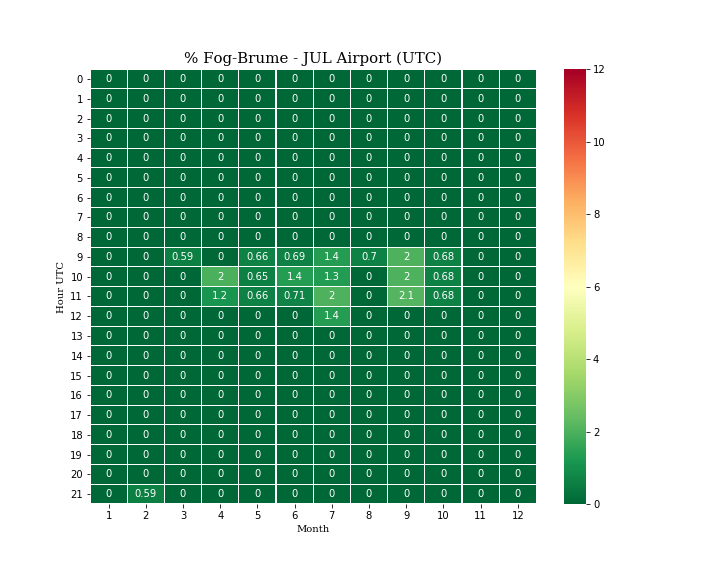 % Fog-Brume - JUL Airport (UTC)
0 0 0 0 0 0 0 0 0 0 0 0 0
1 0 0 0 0 0 0 0 0 0 0 0 0
2 0 0 0 0 0 0 0 0 0 0 0 0
3 0 0 0 0 0 0 0 0 0 0 0 0
4 0 0 0 0 0 0 0 0 0 0 0 0
5 0 0 0 0 0 0 0 0 0 0 0 0
6 0 0 0 0 0 0 0 0 0 0 0 0
7 0 0 0 0 0 0 0 0 0 0 0 0
8 0 0 0 0 0 0 0 0 0 0 0 0
9 0 0 0.59 0 0.66 0.69 1.4 0.7 2 0.68 0 0
10 0 0 0 2 0.65 1.4 1.3 0 2 0.68 0 0
11 0 0 0 1.2 0.66 0.71 2 0 2.1 0.68 0 0
12 0 0 0 0 0 0 1.4 0 0 0 0 0
13 0 0 0 0 0 0 0 0 0 0 0 0
14 0 0 0 0 0 0 0 0 0 0 0 0
15 0 0 0 0 0 0 0 0 0 0 0 0
16 0 0 0 0 0 0 0 0 0 0 0 0
17 0 0 0 0 0 0 0 0 0 0 0 0
18 0 0 0 0 0 0 0 0 0 0 0 0
19 0 0 0 0 0 0 0 0 0 0 0 0
20 0 0 0 0 0 0 0 0 0 0 0 0
21 0 0.59 0 0 0 0 0 0 0 0 0 0
1 2 3 4 5 6 7 8 9 10 11 12
Month
Hour UTC
12
10
8
6
4
2
0